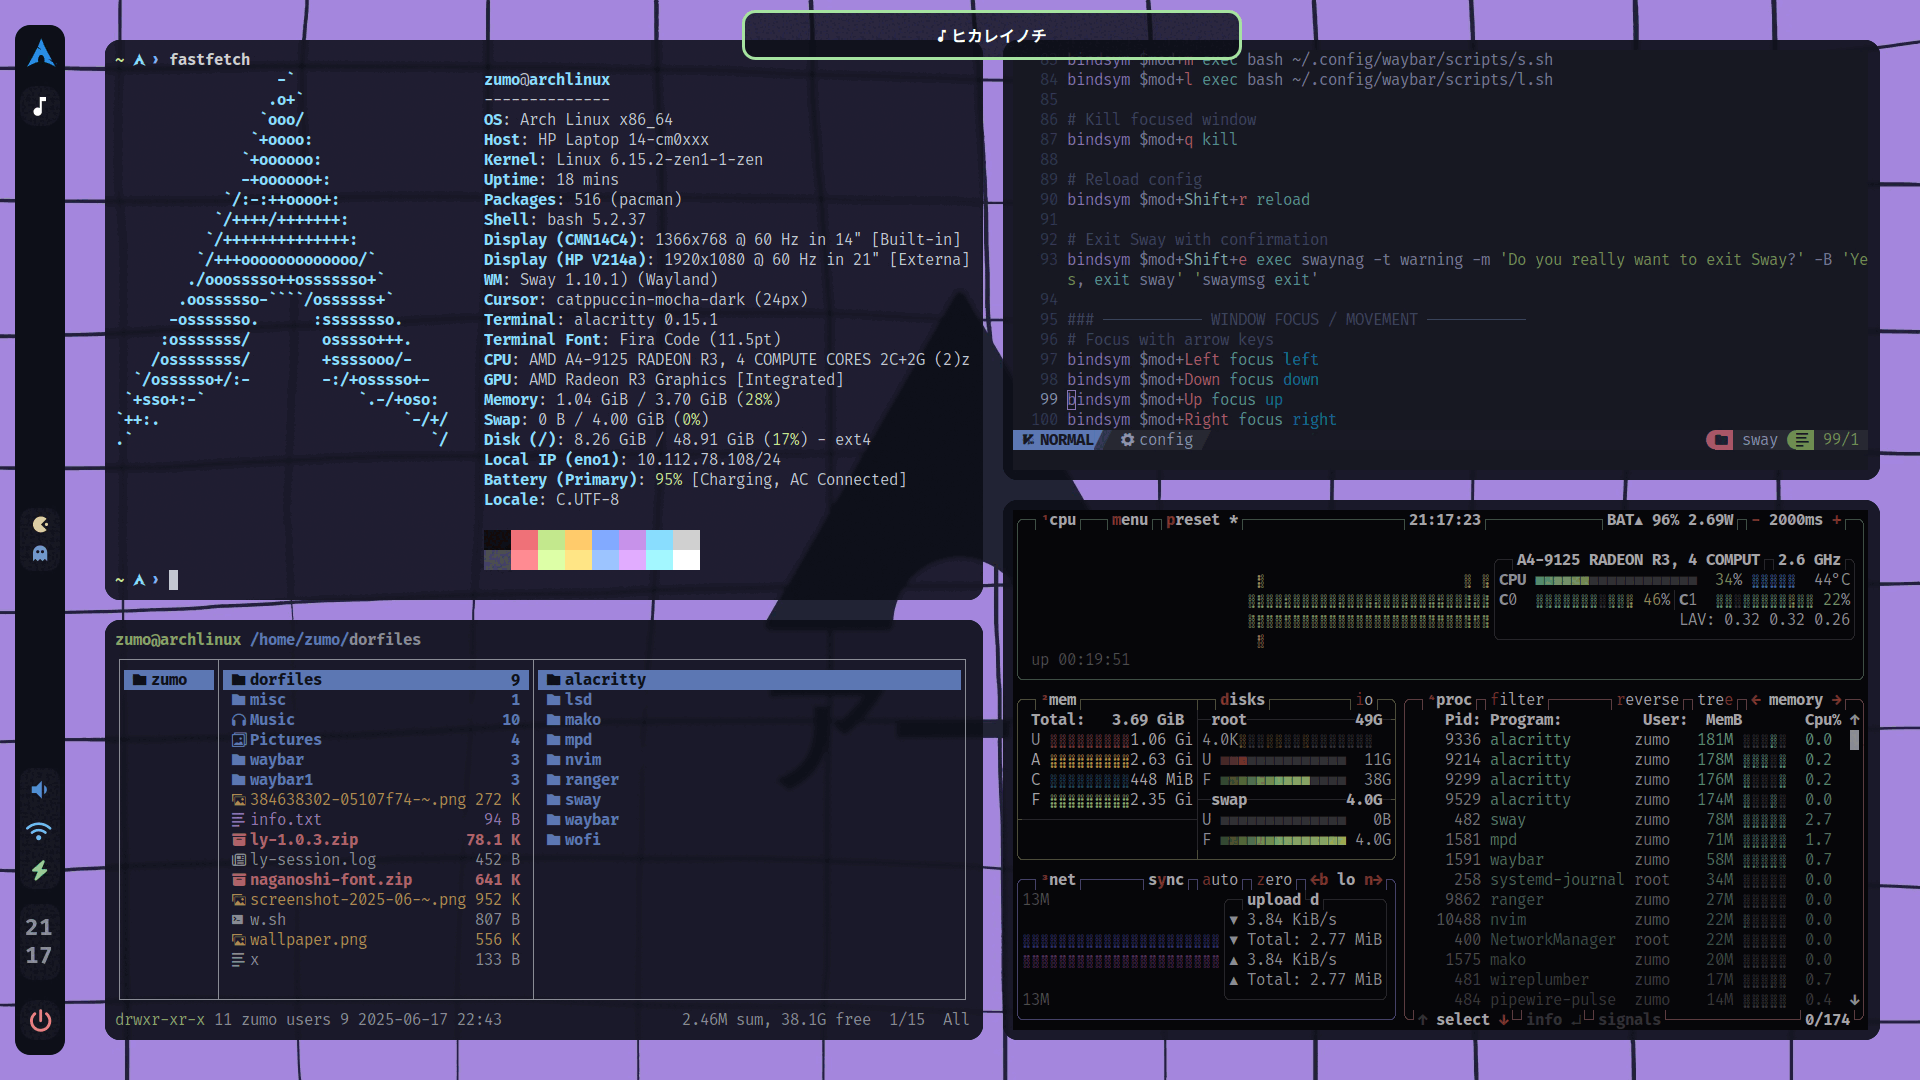 ♪ ヒカレイノチ
~ › fastfetch
zumo@archlinux
--------------
OS: Arch Linux x86_64
Host: HP Laptop 14-cm0xxx
Kernel: Linux 6.15.2-zen1-1-zen
Uptime: 18 mins
Packages: 516 (pacman)
Shell: bash 5.2.37
Display (CMN14C4): 1366x768 @ 60 Hz in 14" [Built-in]
Display (HP V214a): 1920x1080 @ 60 Hz in 21" [Externa]
WM: Sway 1.10.1) (Wayland)
Cursor: catppuccin-mocha-dark (24px)
Terminal: alacritty 0.15.1
Terminal Font: Fira Code (11.5pt)
CPU: AMD A4-9125 RADEON R3, 4 COMPUTE CORES 2C+2G (2)z
GPU: AMD Radeon R3 Graphics [Integrated]
Memory: 1.04 GiB / 3.70 GiB (28%)
Swap: 0 B / 4.00 GiB (0%)
Disk (/): 8.26 GiB / 48.91 GiB (17%) - ext4
Local IP (eno1): 10.112.78.108/24
Battery (Primary): 95% [Charging, AC Connected]
Locale: C.UTF-8
~ ›
83 bindsym $mod+m exec bash ~/.config/waybar/scripts/s.sh
84 bindsym $mod+l exec bash ~/.config/waybar/scripts/l.sh
85
86 # Kill focused window
87 bindsym $mod+q kill
88
89 # Reload config
90 bindsym $mod+Shift+r reload
91
92 # Exit Sway with confirmation
93 bindsym $mod+Shift+e exec swaynag -t warning -m 'Do you really want to exit Sway?' -B 'Ye
s, exit sway' 'swaymsg exit'
94
95 ### ─────────── WINDOW FOCUS / MOVEMENT ───────────
96 # Focus with arrow keys
97 bindsym $mod+Left focus left
98 bindsym $mod+Down focus down
99 bindsym $mod+Up focus up
100 bindsym $mod+Right focus right
NORMAL config sway 99/1
zumo@archlinux /home/zumo/dorfiles
zumo
dorfiles 9
misc 1
Music 10
Pictures 4
waybar 3
waybar1 3
384638302-05107f74-~.png 272 K
info.txt 94 B
ly-1.0.3.zip 78.1 K
ly-session.log 452 B
naganoshi-font.zip 641 K
screenshot-2025-06-~.png 952 K
w.sh 807 B
wallpaper.png 556 K
x 133 B
alacritty
lsd
mako
mpd
nvim
ranger
sway
waybar
wofi
drwxr-xr-x 11 zumo users 9 2025-06-17 22:43 2.46M sum, 38.1G free 1/15 All
¹cpu menu preset * 21:17:23 BAT▲ 96% 2.69W - 2000ms +
A4-9125 RADEON R3, 4 COMPUT 2.6 GHz
CPU 34% 44°C
C0 46% C1 22%
LAV: 0.32 0.32 0.26
up 00:19:51
²mem
Total: 3.69 GiB
U 1.06 Gi
A 2.63 Gi
C 448 MiB
F 2.35 Gi
disks io
root 49G
4.0K
U 11G
F 38G
swap 4.0G
U 0B
F 4.0G
³net sync auto zero ←b lo n→
13M
upload d
▼ 3.84 KiB/s
▼ Total: 2.77 MiB
▲ 3.84 KiB/s
▲ Total: 2.77 MiB
13M
⁴proc filter reverse tree ← memory →
Pid: Program: User: MemB Cpu% ↑
9336 alacritty zumo 181M 0.0
9214 alacritty zumo 178M 0.2
9299 alacritty zumo 176M 0.2
9529 alacritty zumo 174M 0.0
482 sway zumo 78M 2.7
1581 mpd zumo 71M 1.7
1591 waybar zumo 58M 0.7
258 systemd-journal root 34M 0.0
9862 ranger zumo 27M 0.0
10488 nvim zumo 22M 0.0
400 NetworkManager root 22M 0.0
1575 mako zumo 20M 0.0
481 wireplumber zumo 17M 0.7
484 pipewire-pulse zumo 14M 0.4 ↓
↑ select ↓ info ↵ signals 0/174
21
17